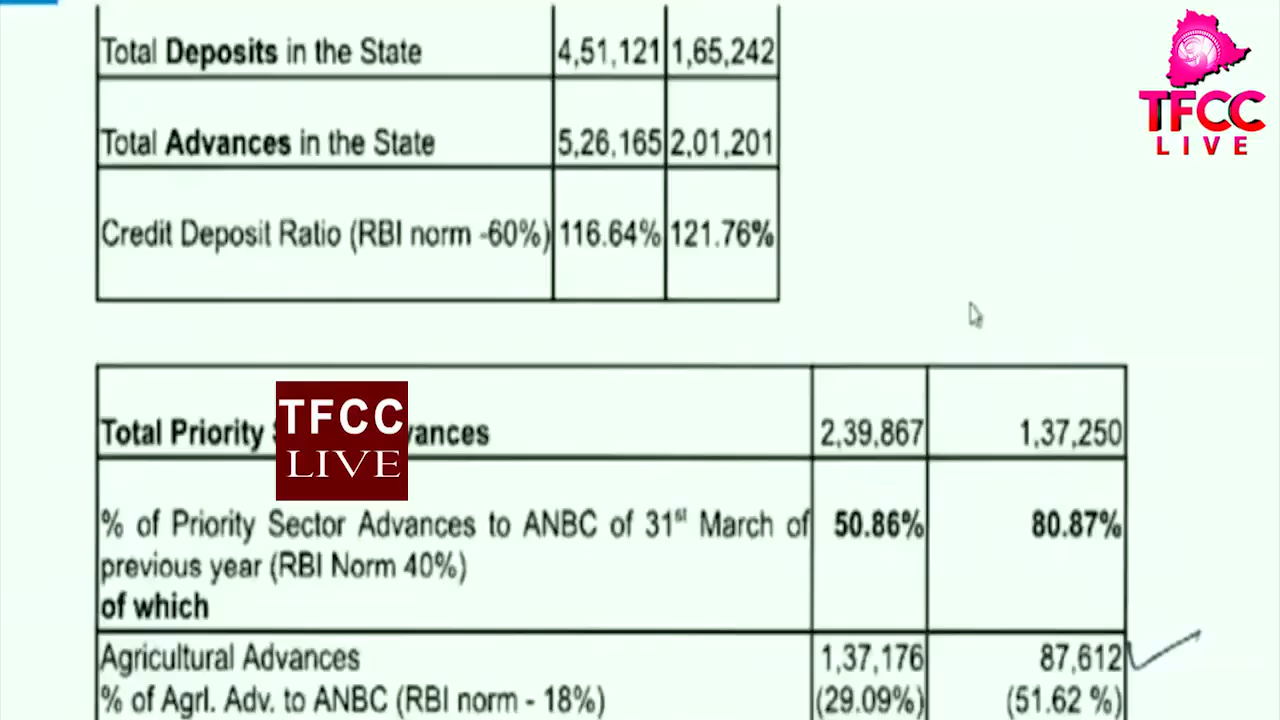 Total Deposits in the State 4,51,121 1,65,242
TFCC
LIVE
Total Advances in the State 5,26,165 2,01,201
Credit Deposit Ratio (RBI norm -60%) 116.64% 121.76%
Total Priority 2,39,867 1,37,250
TFCC
LIVE
% of Priority Sector Advances to ANBC of 31st March of 50.86% 80.87%
previous year (RBI Norm 40%)
of which
Agricultural Advances 1,37,176 87,612
% of Agrl. Adv. to ANBC (RBI norm - 18%) (29.09%) (51.62 %)